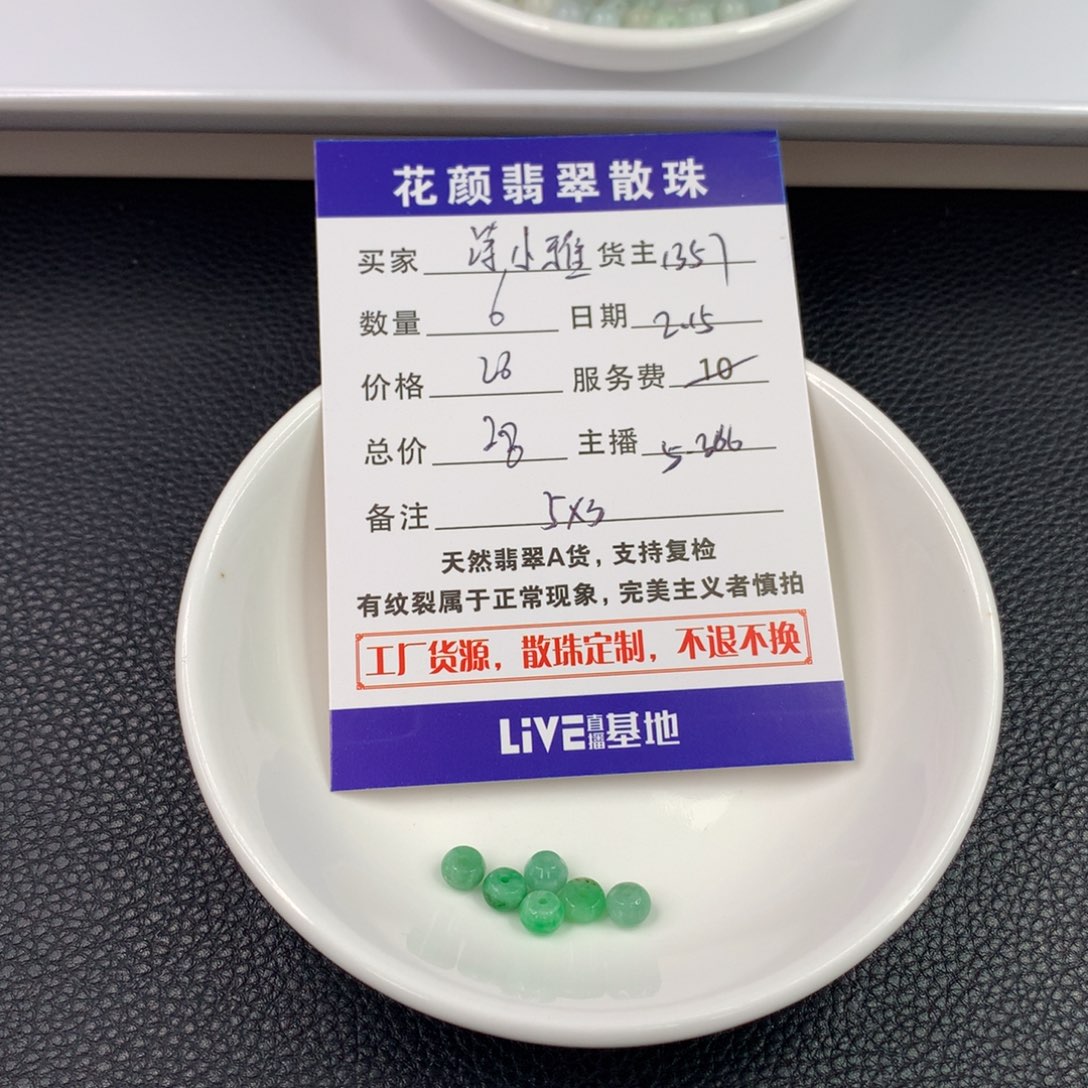 花颜翡翠散珠
买家 小雅 货主 1357
数量 6 日期 2.15
价格 28 服务费 10
总价 28 主播
备注 5x3
天然翡翠A货，支持复检
有纹裂属于正常现象，完美主义者慎拍
工厂货源，散珠定制，不退不换
LiVE直播基地